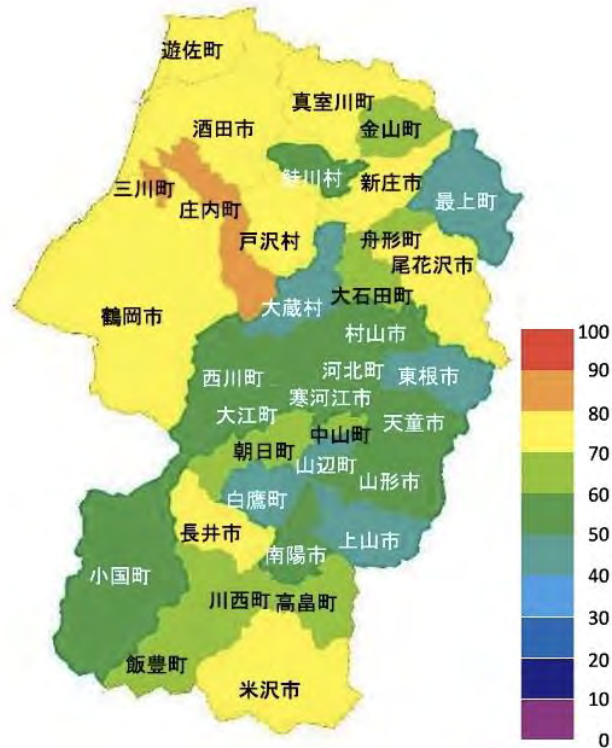 遊佐町
真室川町
酒田市
金山町
鮭川村
三川町
新庄市
最上町
庄内町
戸沢村
舟形町
尾花沢市
大蔵村
大石田町
鶴岡市
村山市
西川町
河北町
東根市
寒河江市
大江町
天童市
中山町
朝日町
山辺町
山形市
白鷹町
長井市
上山市
南陽市
小国町
川西町
高畠町
飯豊町
米沢市
100
90
80
70
60
50
40
30
20
10
0